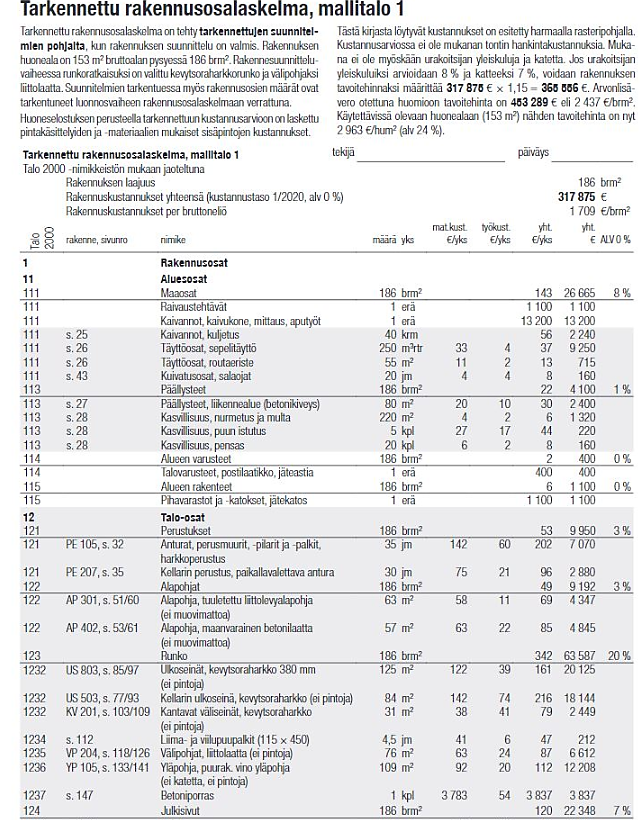 Tarkennettu rakennusosalaskelma, mallitalo 1
Tarkennettu rakennusosalaskelma on tehty tarkennettujen suunnitel-
mien pohjalta, kun rakennuksen suunnittelu on valmis. Rakennuksen
huoneala on 153 m² bruttoalan pysyessä 186 brm². Rakennesuunnittelu-
vaiheessa runkoratkaisuksi on valittu kevytsoraharkkorunko ja välipohjaksi
liittolaatta. Suunnitelmien tarkentuessa myös rakennusosien määrät ovat
tarkentuneet luonnosvaiheen rakennusosalaskelmaan verrattuna.
Huoneselostuksen perusteella tarkennettuun kustannusarvioon on laskettu
pintakäsittelyiden ja -materiaalien mukaiset sisäpintojen kustannukset.
Tästä kirjasta löytyvät kustannukset on esitetty harmaalla rasteripohjalla.
Kustannusarviossa ei ole mukanan tontin hankintakustannuksia. Muka-
na ei ole myöskään urakoitsijan yleiskuluja ja katetta. Jos urakoitsijan
yleiskuluiksi arvioidaan 8 % ja katteeksi 7 %, voidaan rakennuksen
tavoitehinnaksi määrittää 317 875 € × 1,15 = 365 556 €. Arvonlisä-
vero otettuna huomioon tavoitehinta on 453 289 € eli 2 437 €/brm².
Käytettävissä olevaan huonealaan (153 m²) nähden tavoitehinta on nyt
2 963 €/hum² (alv 24 %).
Tarkennettu rakennusosalaskelma, mallitalo 1 tekijä päiväys
Talo 2000 -nimikkeistön mukaan jaoteltuna
Rakennuksen laajuus 186 brm²
Rakennuskustannukset yhteensä (kustannustaso 1/2020, alv 0 %) 317 875 €
Rakennuskustannukset per bruttoneliö 1 709 €/brm²
mat.kust. työkust. yht. yht.
Talo 2000 rakenne, sivunro nimike määrä yks €/yks €/yks €/yks € ALV 0 %
1 Rakennusosat
11 Aluesosat
111 Maaosat 186 brm² 143 26 665 8 %
111 Raivaustehtävät 1 erä 1 100 1 100
111 Kaivannot, kaivukone, mittaus, aputyöt 1 erä 13 200 13 200
111 s. 25 Kaivannot, kuljetus 40 krm 56 2 240
111 s. 26 Täyttöosat, sepelitäyttö 250 m³rtr 33 4 37 9 250
111 s. 26 Täyttöosat, routaeriste 55 m² 11 2 13 715
111 s. 43 Kuivatusosat, salaojat 20 jm 4 4 8 160
113 Päällysteet 186 brm² 22 4 100 1 %
113 s. 27 Päällysteet, liikennealue (betonikiveys) 80 m² 20 10 30 2 400
113 s. 28 Kasvillisuus, nurmetus ja multa 220 m² 4 2 6 1 320
113 s. 28 Kasvillisuus, puun istutus 5 kpl 27 17 44 220
113 s. 28 Kasvillisuus, pensas 20 kpl 6 2 8 160
114 Alueen varusteet 186 brm² 2 400 0 %
114 Talovarusteet, postilaatikko, jäteastia 1 erä 400 400
115 Alueen rakenteet 186 brm² 6 1 100 0 %
115 Pihavarastot ja -katokset, jätekatos 1 erä 1 100 1 100
12 Talo-osat
121 Perustukset 186 brm² 53 9 950 3 %
121 PE 105, s. 32 Anturat, perusmuurit, -pilarit ja -palkit, 35 jm 142 60 202 7 070
harkkoperustus
121 PE 207, s. 35 Kellarin perustus, paikallavalettava antura 30 jm 75 21 96 2 880
122 Alapohjat 186 brm² 49 9 192 3 %
122 AP 301, s. 51/60 Alapohja, tuuletettu liittolevyalapohja 63 m² 58 11 69 4 347
(ei muovimattoa)
122 AP 402, s. 53/61 Alapohja, maanvarainen betonilaatta 57 m² 63 22 85 4 845
(ei muovimattoa)
123 Runko 186 brm² 342 63 587 20 %
1232 US 803, s. 85/97 Ulkoseinät, kevytsoraharkko 380 mm 125 m² 122 39 161 20 125
(ei pintoja)
1232 US 503, s. 77/93 Kellarin ulkoseinä, kevytsoraharkko (ei pintoja) 84 m² 142 74 216 18 144
1232 KV 201, s. 103/109 Kantavat väliseinät, kevytsoraharkko 31 m² 38 41 79 2 449
(ei pintoja)
1234 s. 112 Liima- ja viilupuupalkit (115 × 450) 4,5 jm 41 6 47 212
1235 VP 204, s. 118/126 Välipohjat, liittolaatta (ei pintoja) 76 m² 63 24 87 6 612
1236 YP 105, s. 133/141 Yläpohja, puurak. vino yläpohja 109 m² 92 20 112 12 208
(ei katetta, ei pintoja)
1237 s. 147 Betoniporras 1 kpl 3 783 54 3 837 3 837
124 Julkisivut 186 brm² 120 22 348 7 %